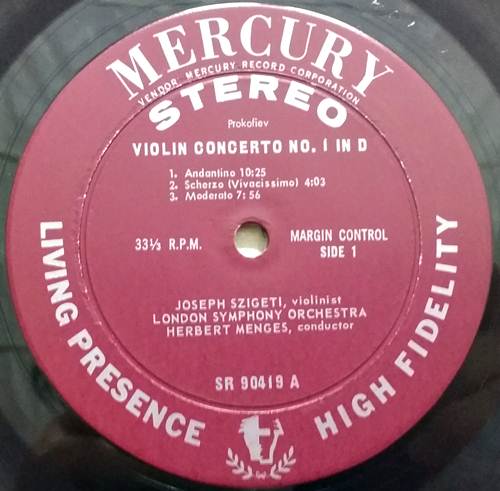 MERCURY
VENDOR MERCURY RECORD CORPORATION
STEREO
Prokofiev
VIOLIN CONCERTO NO. 1 IN D
1. Andantino 10:25
2. Scherzo (Vivacissimo) 4:03
3. Moderato 7: 56
33⅓ R.P.M.
MARGIN CONTROL
SIDE 1
JOSEPH SZIGETI, violinist
LONDON SYMPHONY ORCHESTRA
HERBERT MENGES, conductor
SR 90419 A
LIVING PRESENCE
HIGH FIDELITY